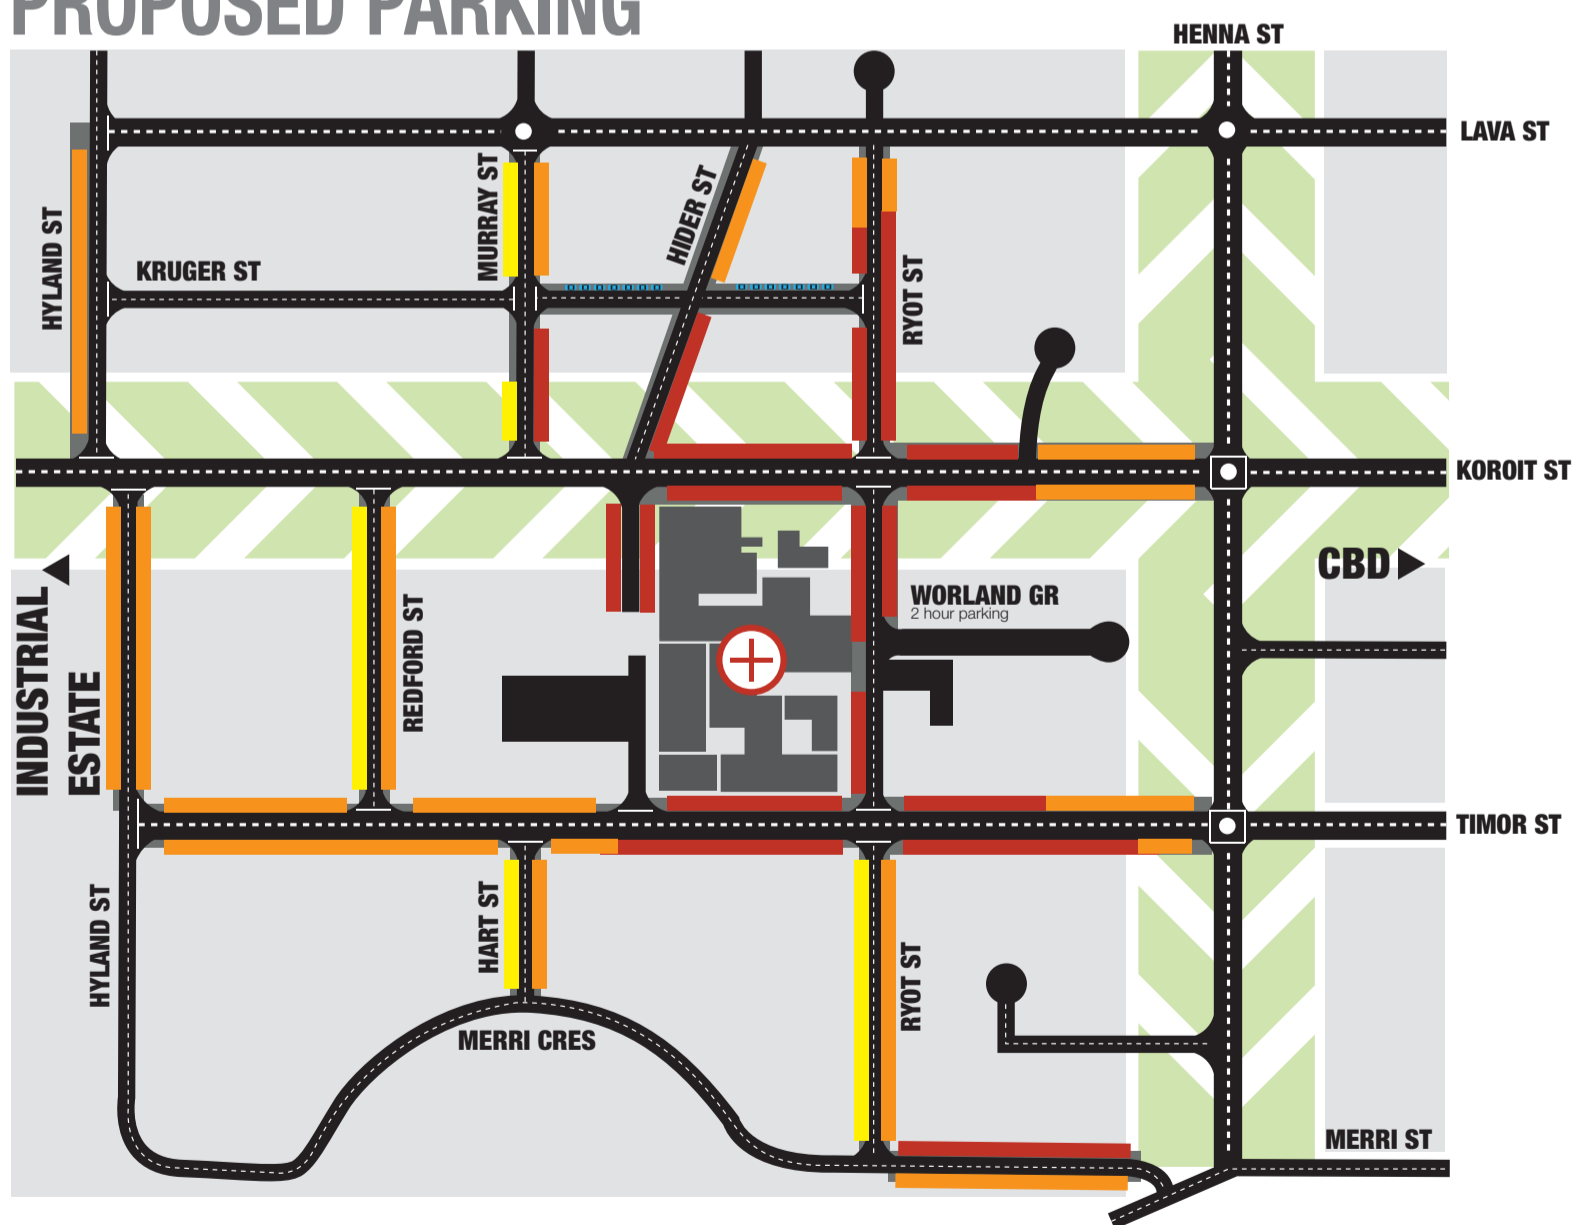 PROPOSED PARKING
HENNA ST
LAVA ST
MURRAY ST
HIDER ST
HYLAND ST
KRUGER ST
RYOT ST
KOROIT ST
CBD
INDUSTRIAL
ESTATE
REDFORD ST
WORLAND GR
2 hour parking
TIMOR ST
HYLAND ST
HART ST
RYOT ST
MERRI CRES
MERRI ST